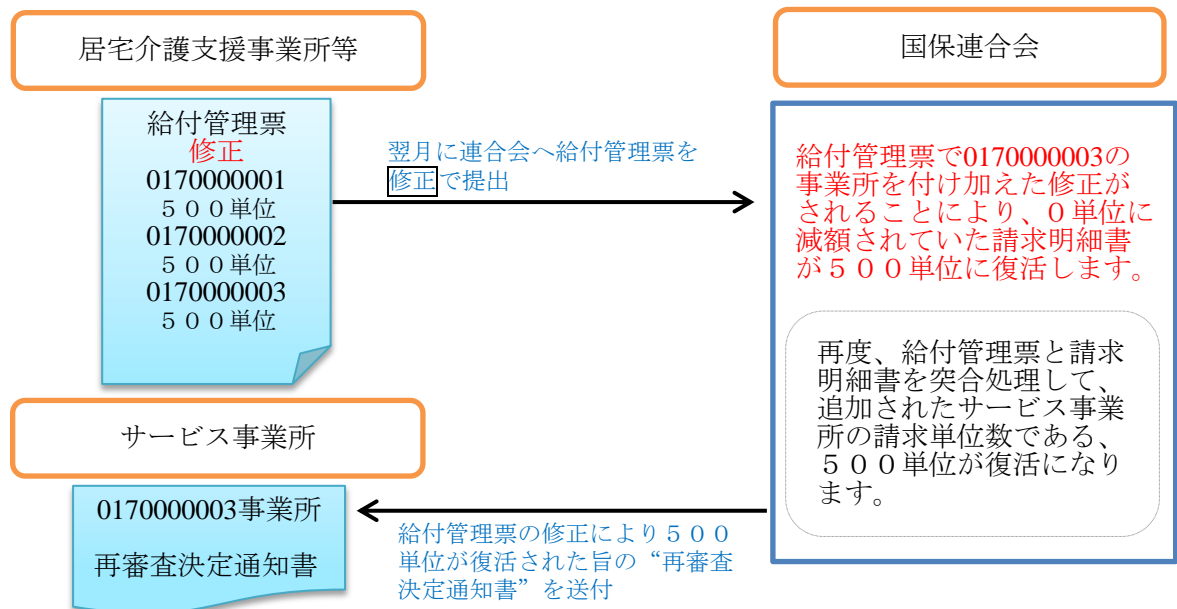 居宅介護支援事業所等
給付管理票
修正
0170000001
５００単位
0170000002
５００単位
0170000003
５００単位
翌月に連合会へ給付管理票を
修正で提出
国保連合会
給付管理票で0170000003の
事業所を付け加えた修正が
されることにより、０単位に
減額されていた請求明細書
が５００単位に復活します。
再度、給付管理票と請求
明細書を突合処理して、
追加されたサービス事業
所の請求単位数である、
５００単位が復活になり
ます。
サービス事業所
0170000003事業所
再審査決定通知書
給付管理票の修正により５００
単位が復活された旨の“再審査
決定通知書”を送付